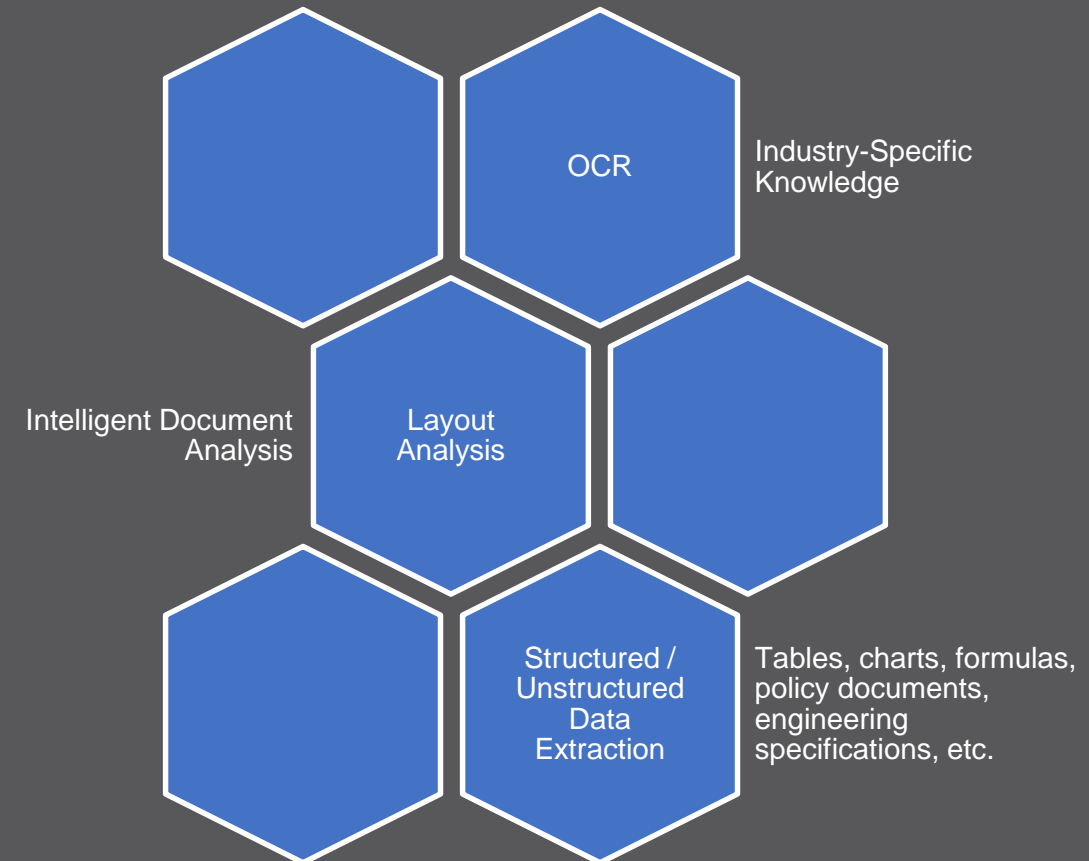 OCR
Industry-Specific
Knowledge
Intelligent Document
Analysis
Layout
Analysis
Structured /
Unstructured
Data
Extraction
Tables, charts, formulas,
policy documents,
engineering
specifications, etc.